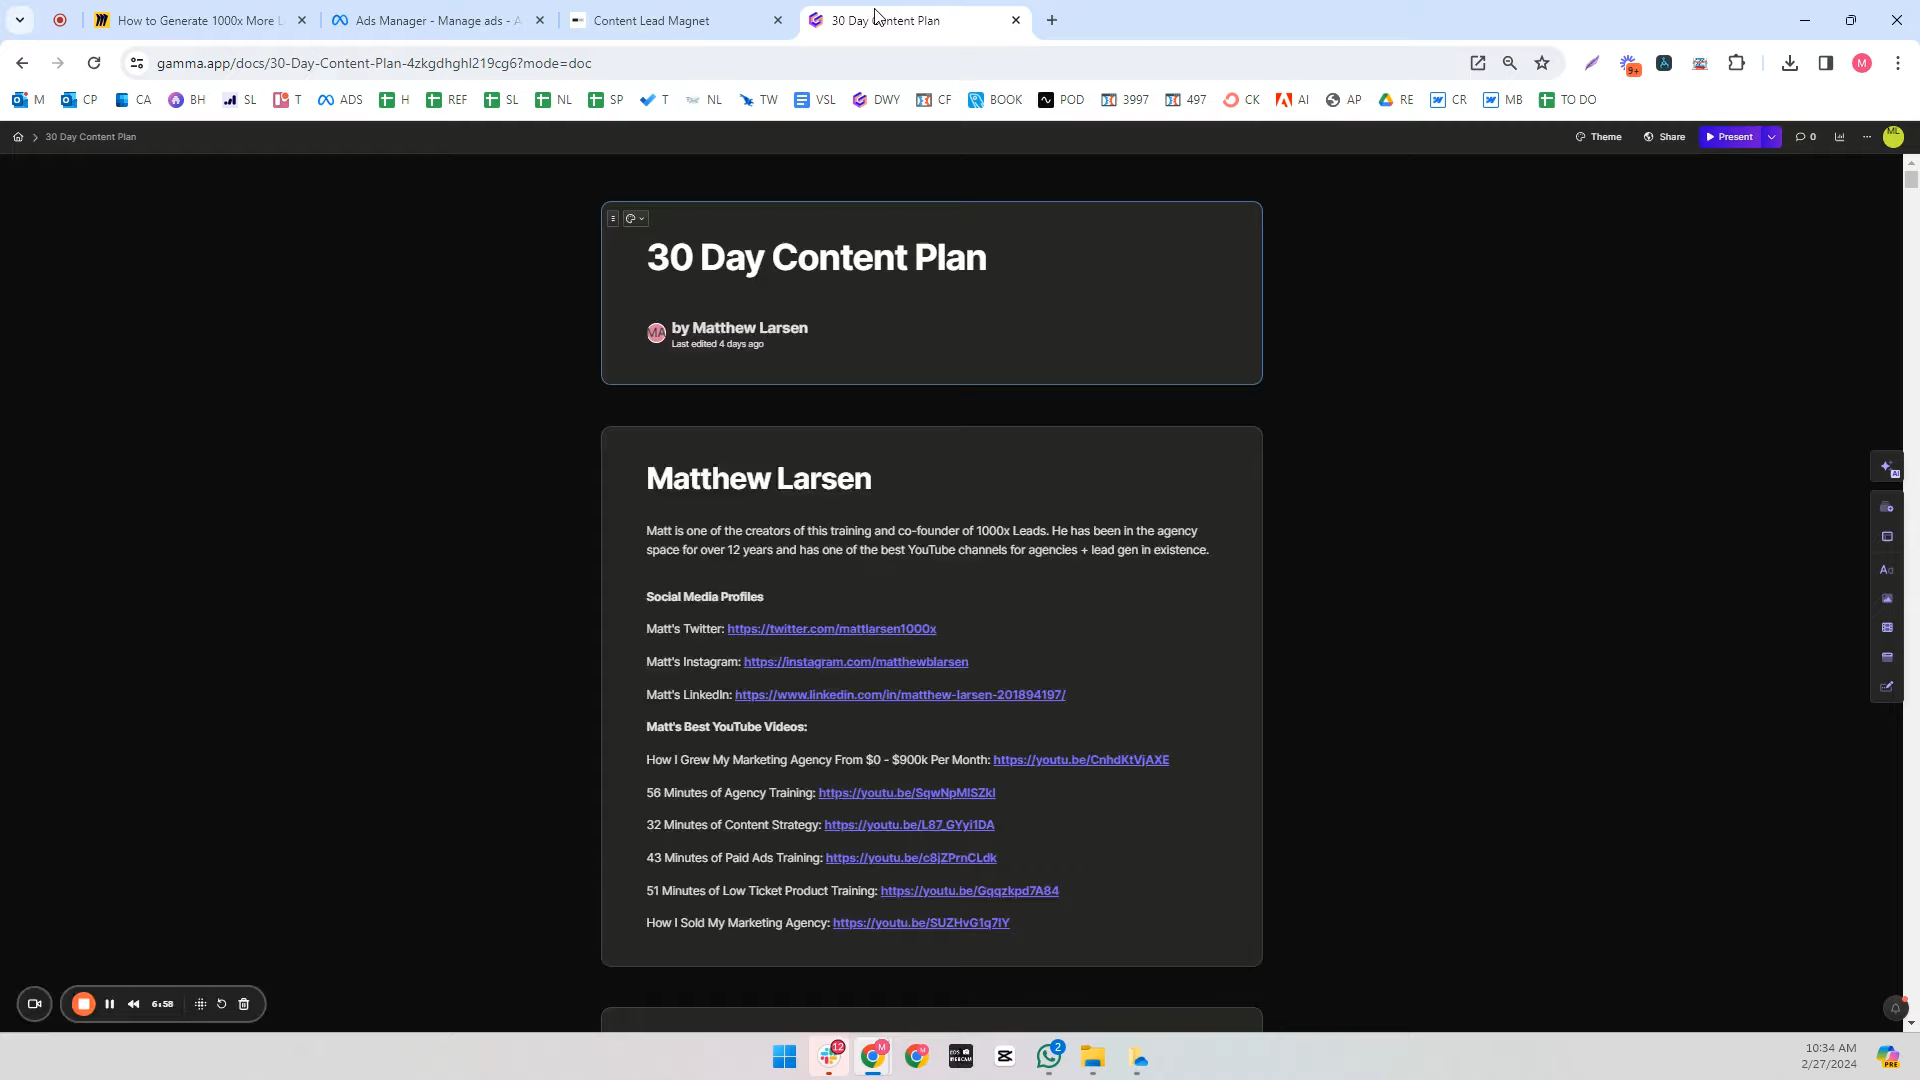 How to Generate 1000x More L
Ads Manager - Manage ads - A
Content Lead Magnet
30 Day Content Plan
gamma.app/docs/30-Day-Content-Plan-4zkgdhghl219cg6?mode=doc
9+
M
M CP CA BH SL T ADS H REF SL NL SP T NL TW VSL DWY CF BOOK POD 3997 497 CK AI AP RE CR MB TO DO
30 Day Content Plan
Theme Share Present 0 ML
30 Day Content Plan
MA by Matthew Larsen
Last edited 4 days ago
Matthew Larsen
Matt is one of the creators of this training and co-founder of 1000x Leads. He has been in the agency
space for over 12 years and has one of the best YouTube channels for agencies + lead gen in existence.
Social Media Profiles
Matt's Twitter: https://twitter.com/mattlarsen1000x
Matt's Instagram: https://instagram.com/matthewblarsen
Matt's LinkedIn: https://www.linkedin.com/in/matthew-larsen-201894197/
Matt's Best YouTube Videos:
How I Grew My Marketing Agency From $0 - $900k Per Month: https://youtu.be/CnhdKtVjAXE
56 Minutes of Agency Training: https://youtu.be/SqwNpMlSZkI
32 Minutes of Content Strategy: https://youtu.be/L87_GYyi1DA
43 Minutes of Paid Ads Training: https://youtu.be/c8jZPrnCLdk
51 Minutes of Low Ticket Product Training: https://youtu.be/Gqqzkpd7A84
How I Sold My Marketing Agency: https://youtu.be/SUZHvG1q7IY
AI
6:58
12
M
EOS WEBCAM
2
10:34 AM
2/27/2024
PRE